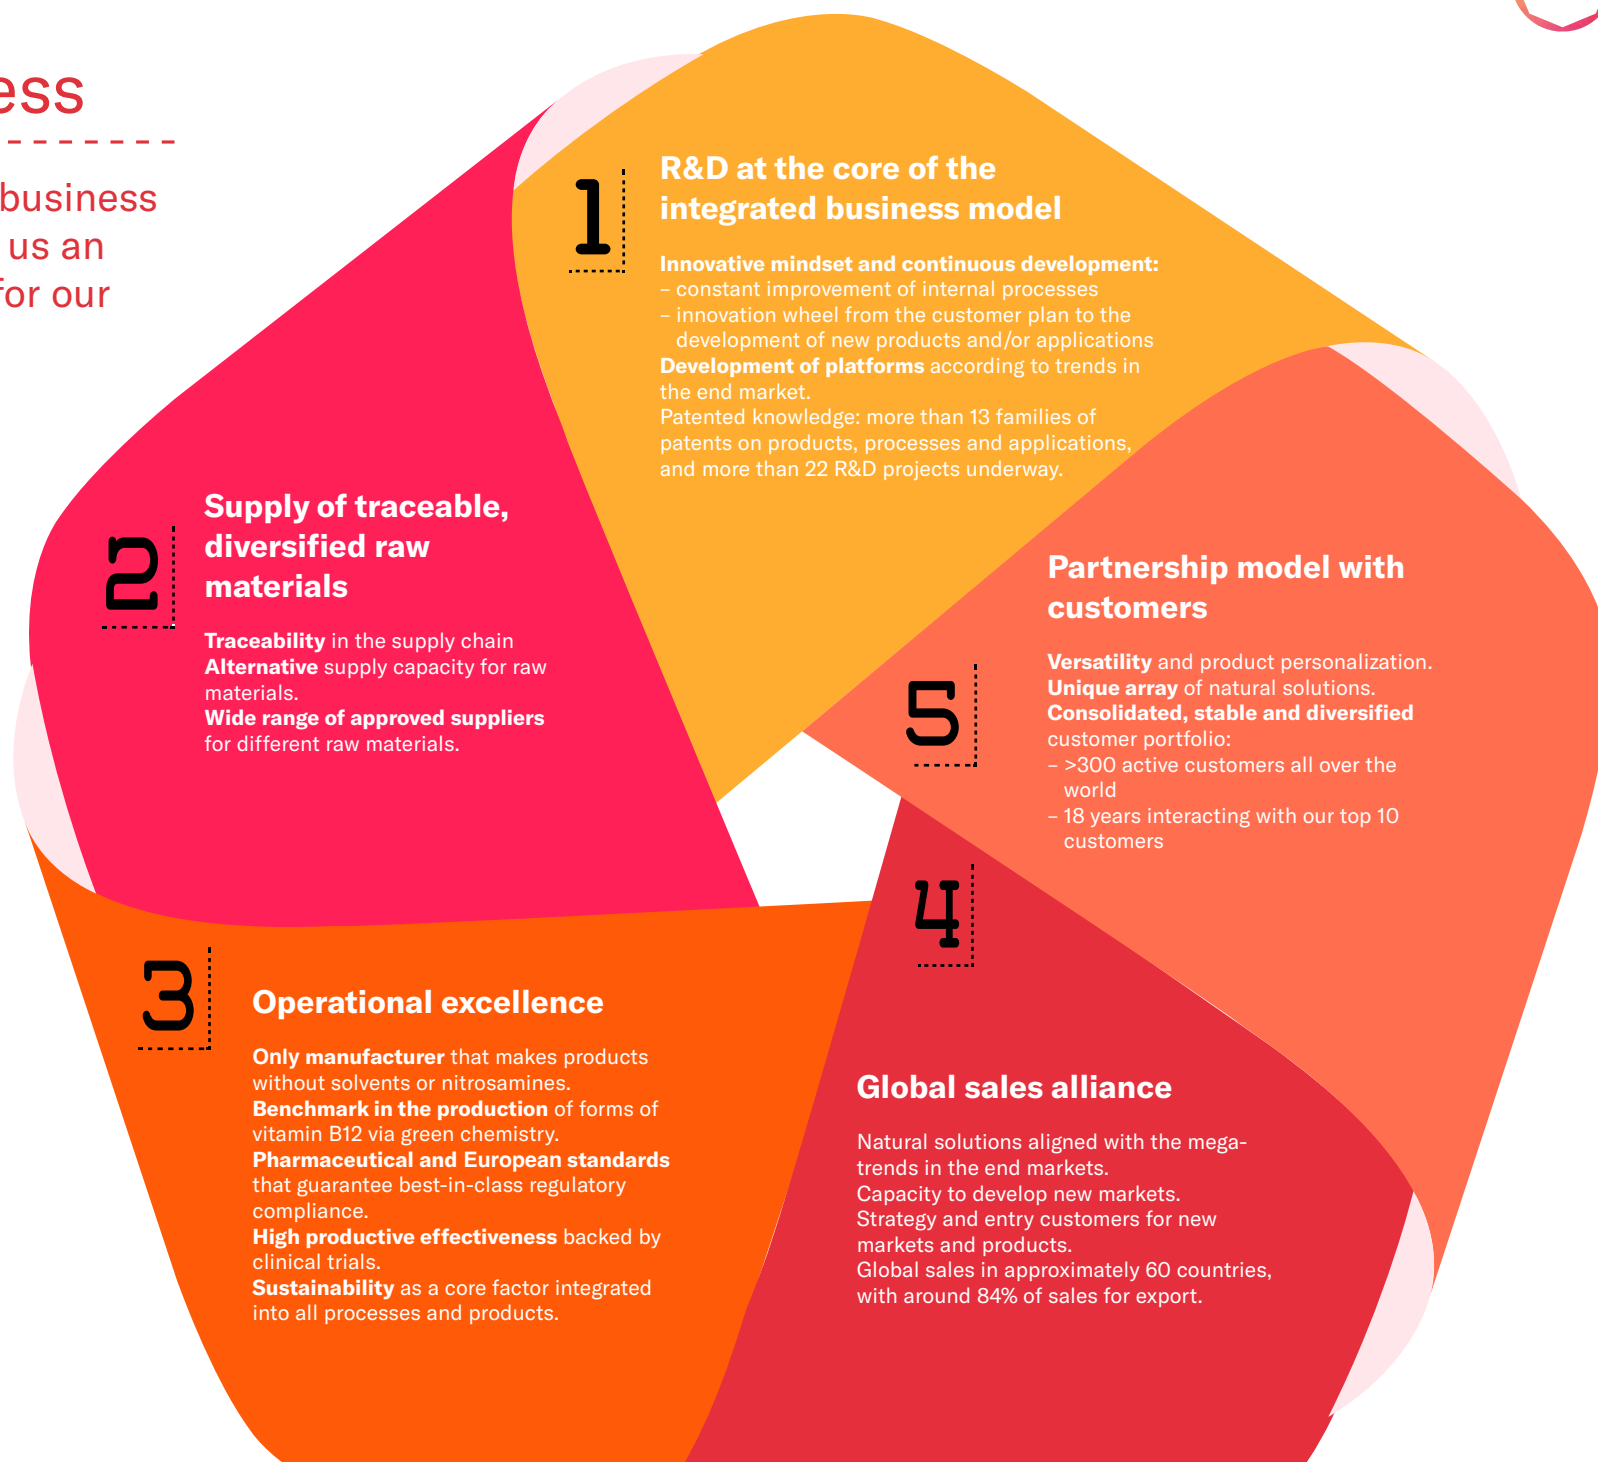 ess
business
us an
for our
1
R&D at the core of the
integrated business model
Innovative mindset and continuous development:
– constant improvement of internal processes
– innovation wheel from the customer plan to the
development of new products and/or applications
Development of platforms according to trends in
the end market.
Patented knowledge: more than 13 families of
patents on products, processes and applications,
and more than 22 R&D projects underway.
2
Supply of traceable,
diversified raw
materials
Traceability in the supply chain
Alternative supply capacity for raw
materials.
Wide range of approved suppliers
for different raw materials.
3
Operational excellence
Only manufacturer that makes products
without solvents or nitrosamines.
Benchmark in the production of forms of
vitamin B12 via green chemistry.
Pharmaceutical and European standards
that guarantee best-in-class regulatory
compliance.
High productive effectiveness backed by
clinical trials.
Sustainability as a core factor integrated
into all processes and products.
4
Global sales alliance
Natural solutions aligned with the mega-
trends in the end markets.
Capacity to develop new markets.
Strategy and entry customers for new
markets and products.
Global sales in approximately 60 countries,
with around 84% of sales for export.
5
Partnership model with
customers
Versatility and product personalization.
Unique array of natural solutions.
Consolidated, stable and diversified
customer portfolio:
– >300 active customers all over the
world
– 18 years interacting with our top 10
customers